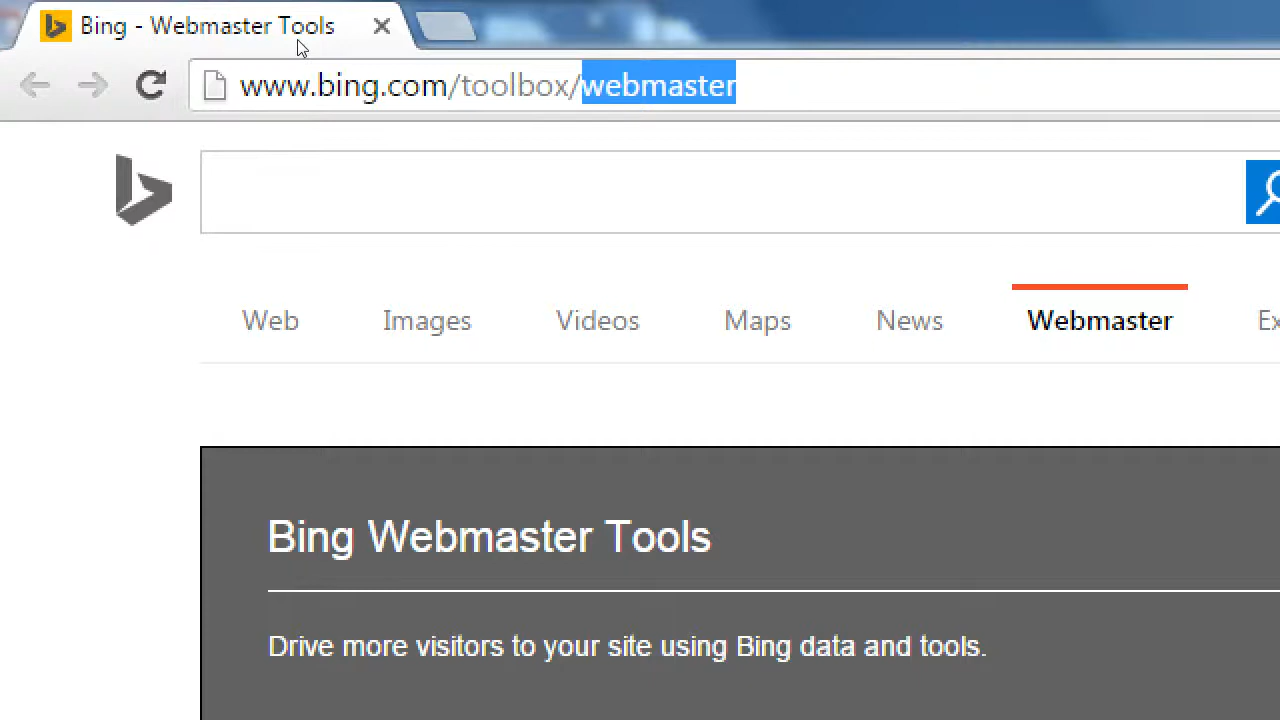 Bing - Webmaster Tools
www.bing.com/toolbox/webmaster
Web Images Videos Maps News Webmaster
Bing Webmaster Tools
Drive more visitors to your site using Bing data and tools.